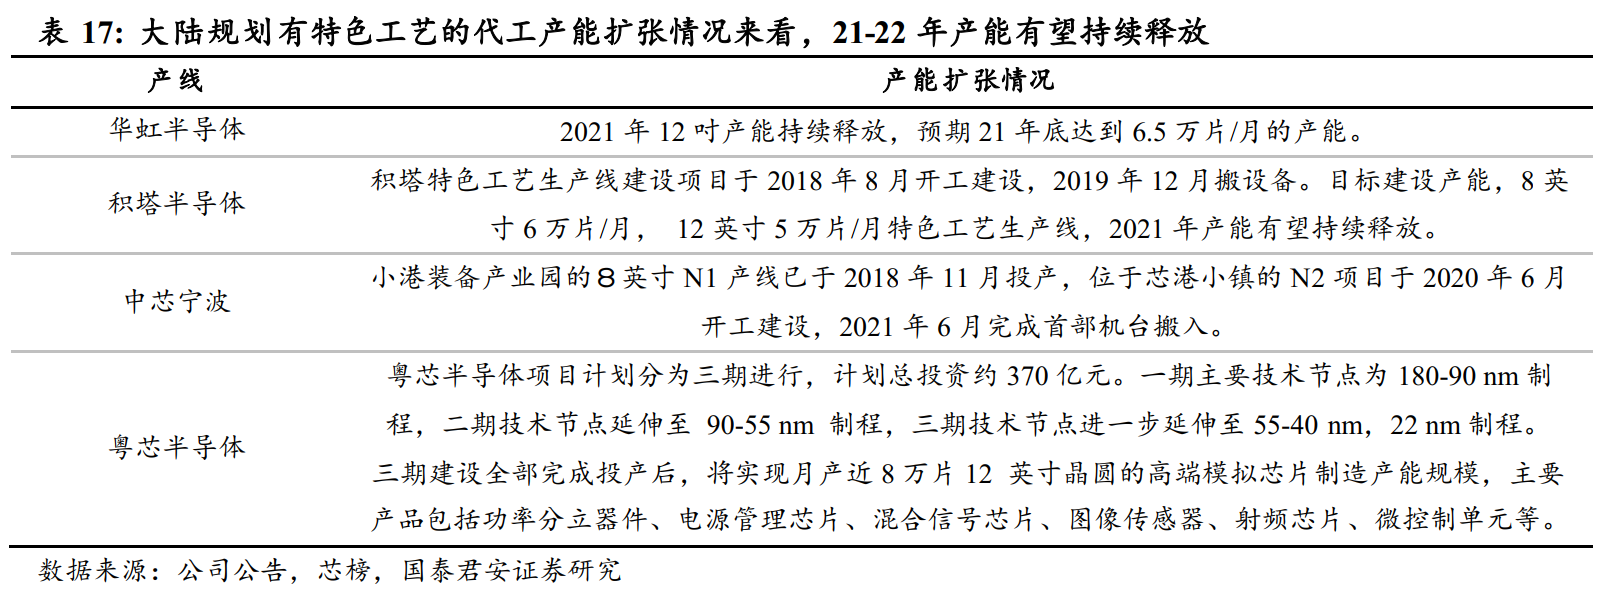 表 17: 大陆规划有特色工艺的代工产能扩张情况来看，21-22 年产能有望持续释放
产线 产能扩张情况
华虹半导体 2021 年 12 吋产能持续释放，预期 21 年底达到 6.5 万片/月的产能。
积塔特色工艺生产线建设项目于 2018 年 8 月开工建设，2019 年 12 月搬设备。目标建设产能，8 英
积塔半导体
寸 6 万片/月， 12 英寸 5 万片/月特色工艺生产线，2021 年产能有望持续释放。
小港装备产业园的８英寸 N1 产线已于 2018 年 11 月投产，位于芯港小镇的 N2 项目于 2020 年 6 月
中芯宁波
开工建设，2021 年 6 月完成首部机台搬入。
粤芯半导体项目计划分为三期进行，计划总投资约 370 亿元。一期主要技术节点为 180-90 nm 制
程，二期技术节点延伸至 90-55 nm 制程，三期技术节点进一步延伸至 55-40 nm，22 nm 制程。
粤芯半导体
三期建设全部完成投产后，将实现月产近 8 万片 12 英寸晶圆的高端模拟芯片制造产能规模，主要
产品包括功率分立器件、电源管理芯片、混合信号芯片、图像传感器、射频芯片、微控制单元等。
数据来源：公司公告，芯榜，国泰君安证券研究